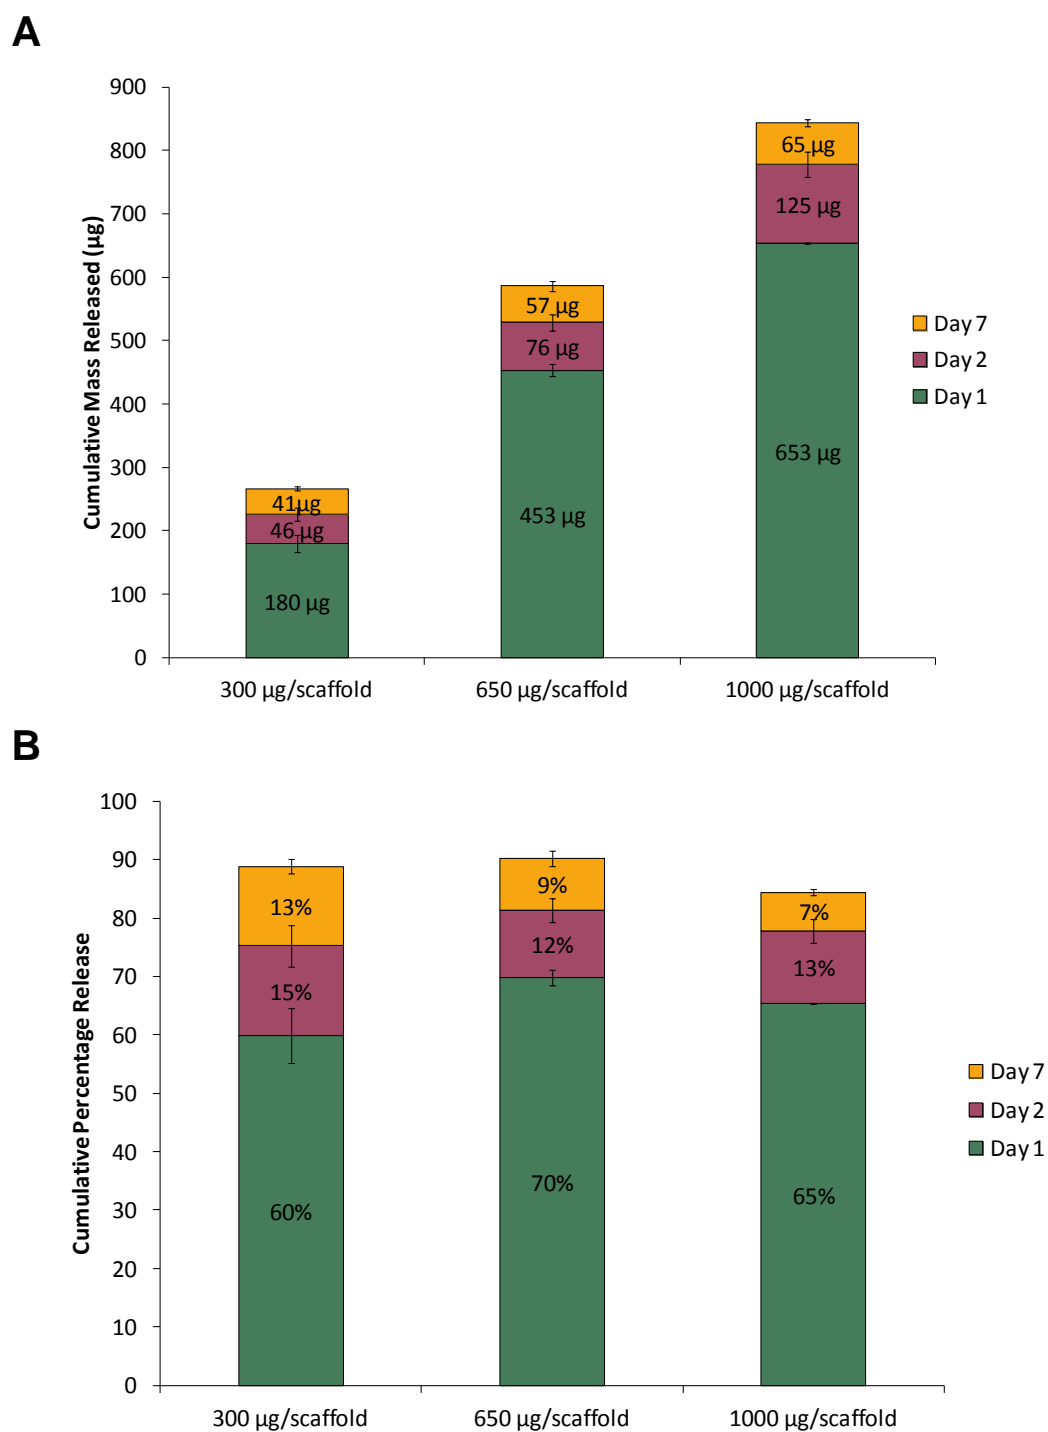 A
900
800
700
600
500
400
300
200
100
0
Cumulative Mass Released (µg)
41µg
46 µg
180 µg
57 µg
76 µg
453 µg
65 µg
125 µg
653 µg
Day 7
Day 2
Day 1
300 µg/scaffold
650 µg/scaffold
1000 µg/scaffold
B
100
90
80
70
60
50
40
30
20
10
0
Cumulative Percentage Release
13%
15%
60%
9%
12%
70%
7%
13%
65%
Day 7
Day 2
Day 1
300 µg/scaffold
650 µg/scaffold
1000 µg/scaffold